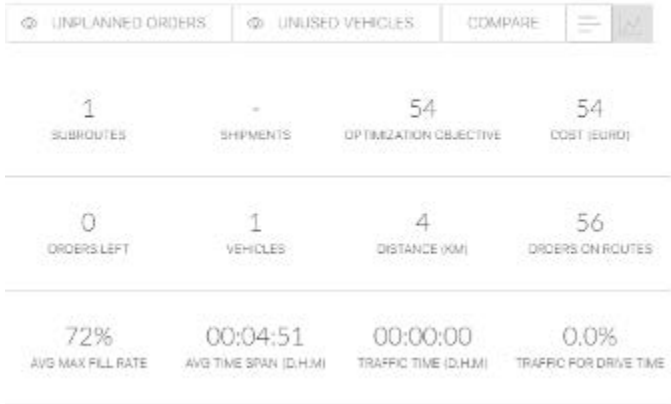 UNPLANNED ORDERS UNUSED VEHICLES COMPARE
1 - 54 54
SUBROUTES SHIPMENTS OPTIMIZATION OBJECTIVE COST (EURO)
0 1 4 56
ORDERS LEFT VEHICLES DISTANCE (KM) ORDERS ON ROUTES
72% 00:04:51 00:00:00 0.0%
AVG MAX FILL RATE AVG TIME SPAN (D:H:M) TRAFFIC TIME (D:H:M) TRAFFIC FOR DRIVE TIME